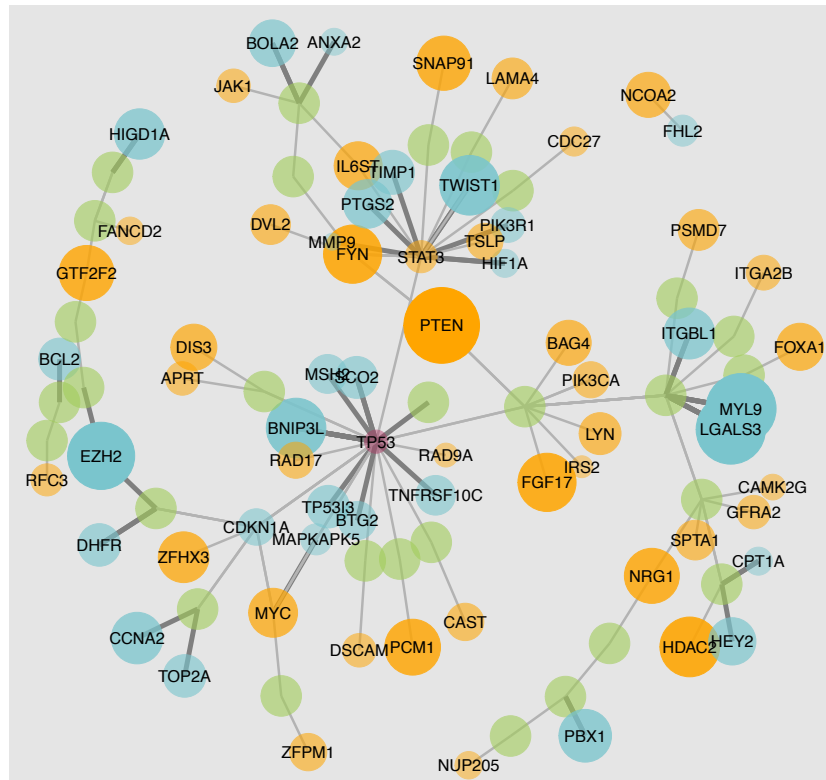 BOLA2
ANXA2
SNAP91
LAMA4
JAK1
NCOA2
HIGD1A
FHL2
CDC27
IL6ST
TIMP1
TWIST1
PTGS2
PIK3R1
DVL2
FANCD2
MMP9
TSLP
PSMD7
FYN
STAT3
HIF1A
GTF2F2
ITGA2B
PTEN
ITGBL1
DIS3
BAG4
FOXA1
BCL2
MSH2
SCO2
APRT
PIK3CA
MYL9
BNIP3L
LGALS3
LYN
TP53
EZH2
RAD9A
RAD17
IRS2
RFC3
FGF17
TNFRSF10C
CAMK2G
TP53I3
GFRA2
BTG2
CDKN1A
SPTA1
MAPKAPK5
DHFR
ZFHX3
CPT1A
NRG1
MYC
CAST
CCNA2
HEY2
HDAC2
PCM1
DSCAM
TOP2A
PBX1
ZFPM1
NUP205